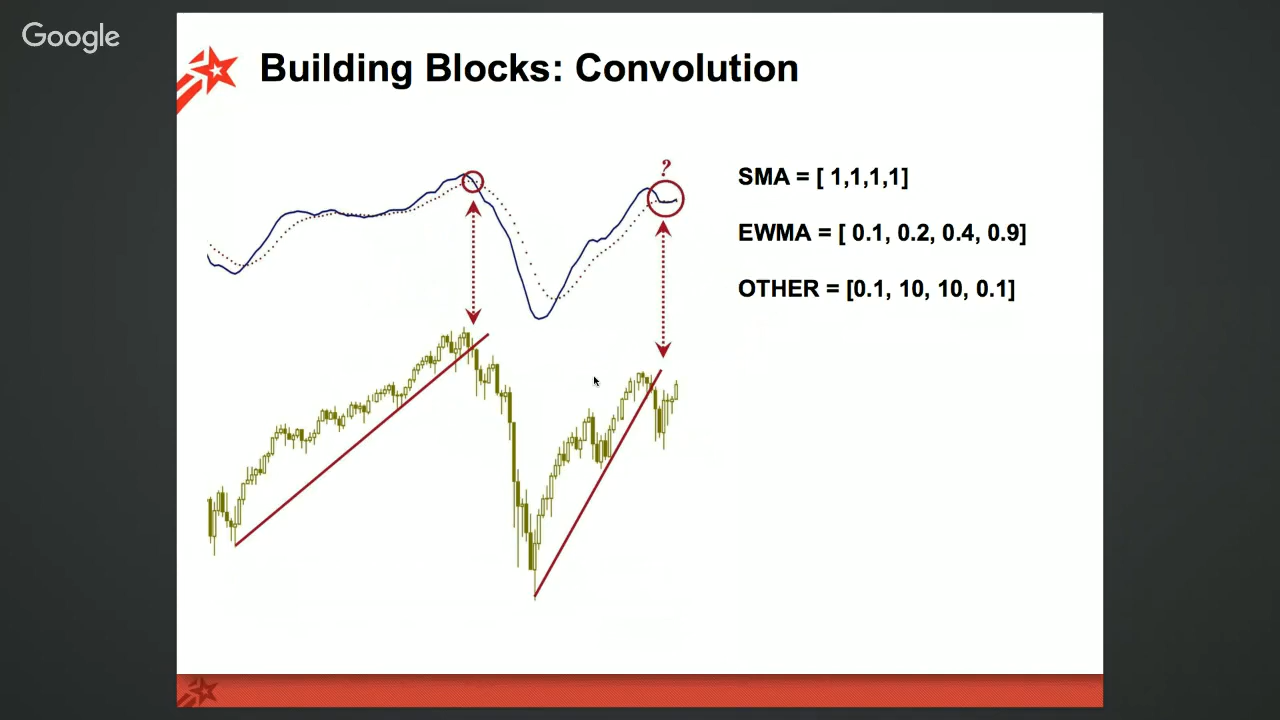 Google
Building Blocks: Convolution
?
SMA = [ 1,1,1,1]
EWMA = [ 0.1, 0.2, 0.4, 0.9]
OTHER = [0.1, 10, 10, 0.1]